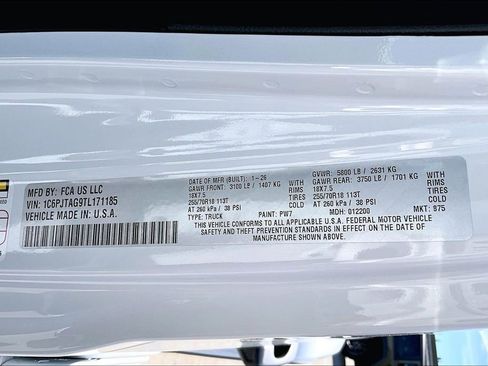 MFD BY: FCA US LLC
VIN: 1C6PJTAG9TL171185
VEHICLE MADE IN: U.S.A.
DATE OF MFR (BUILT): 1-26
GAWR FRONT: 3100 LB / 1407 KG
WITH TIRES
18X7.5 RIMS
255/70R18 113T COLD
AT 260 kPa / 38 PSI
TYPE: TRUCK PAINT: PW7
GVWR: 5800 LB / 2631 KG
GAWR REAR: 3750 LB / 1701 KG
WITH TIRES
18X7.5 RIMS
255/70R18 113T COLD
AT 260 kPa / 38 PSI
MDH: 012200 MKT: 875
THIS VEHICLE CONFORMS TO ALL APPLICABLE U.S.A. FEDERAL MOTOR VEHICLE
SAFETY AND THEFT PREVENTION STANDARDS IN EFFECT ON THE DATE OF
MANUFACTURE SHOWN ABOVE.